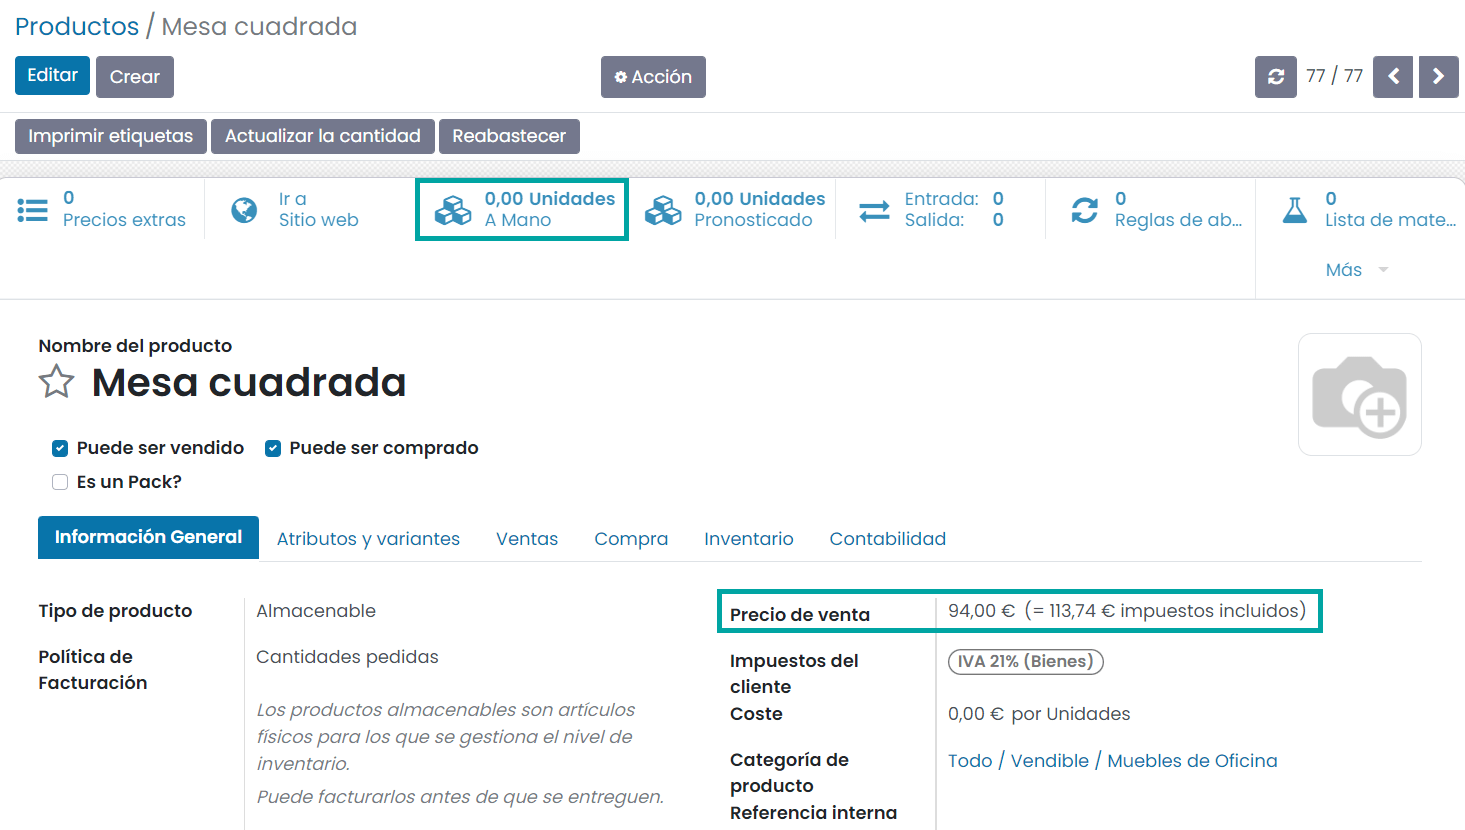 Productos / Mesa cuadrada
Editar Crear Acción 77 / 77
Imprimir etiquetas Actualizar la cantidad Reabastecer
0 Precios extras
Ir a Sitio web
0,00 Unidades A Mano
0,00 Unidades Pronosticado
Entrada: 0
Salida: 0
0 Reglas de ab...
0 Lista de mate...
Más
Nombre del producto
Mesa cuadrada
Puede ser vendido Puede ser comprado
Es un Pack?
Información General Atributos y variantes Ventas Compra Inventario Contabilidad
Tipo de producto Almacenable
Política de Facturación Cantidades pedidas
Los productos almacenables son artículos
físicos para los que se gestiona el nivel de
inventario.
Puede facturarlos antes de que se entreguen.
Precio de venta 94,00 € (= 113,74 € impuestos incluidos)
Impuestos del cliente IVA 21% (Bienes)
Coste 0,00 € por Unidades
Categoría de producto Todo / Vendible / Muebles de Oficina
Referencia interna